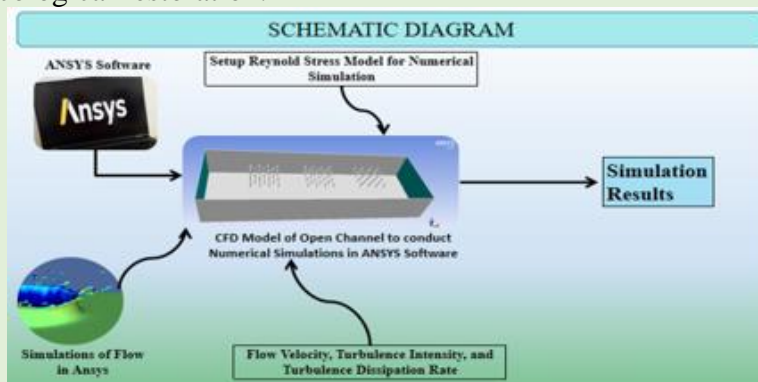 SCHEMATIC DIAGRAM
ANSYS Software
Setup Reynold Stress Model for Numerical
Simulation
Ansys
Simulation
Results
CFD Model of Open Channel to conduct
Numerical Simulations in ANSYS Software
Simulations of Flow
in Ansys
Flow Velocity, Turbulence Intensity, and
Turbulence Dissipation Rate